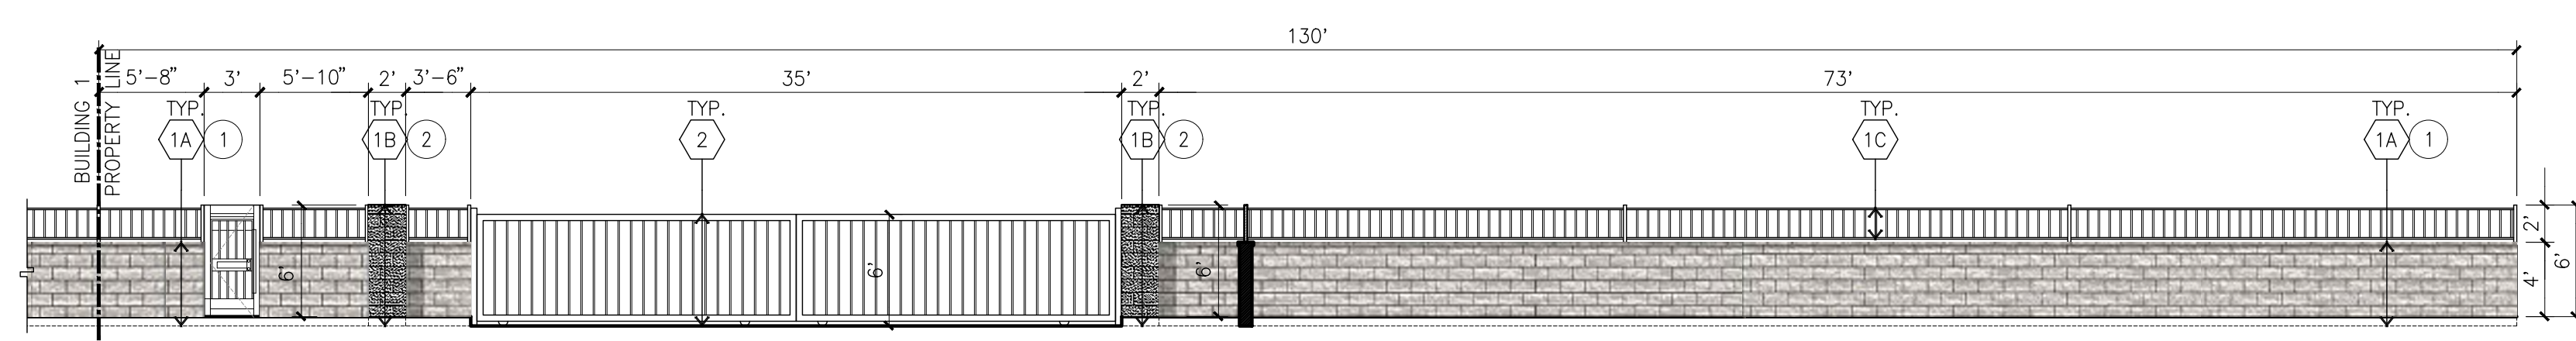 130'
5'-8"
3'
5'-10"
2'
3'-6"
35'
2'
73'
BUILDING 1
PROPERTY LINE
TYP.
1A
1
TYP.
1B
2
TYP.
2
TYP.
1B
2
TYP.
1C
TYP.
1A
1
6'
6'
6'
2'
4'
6'